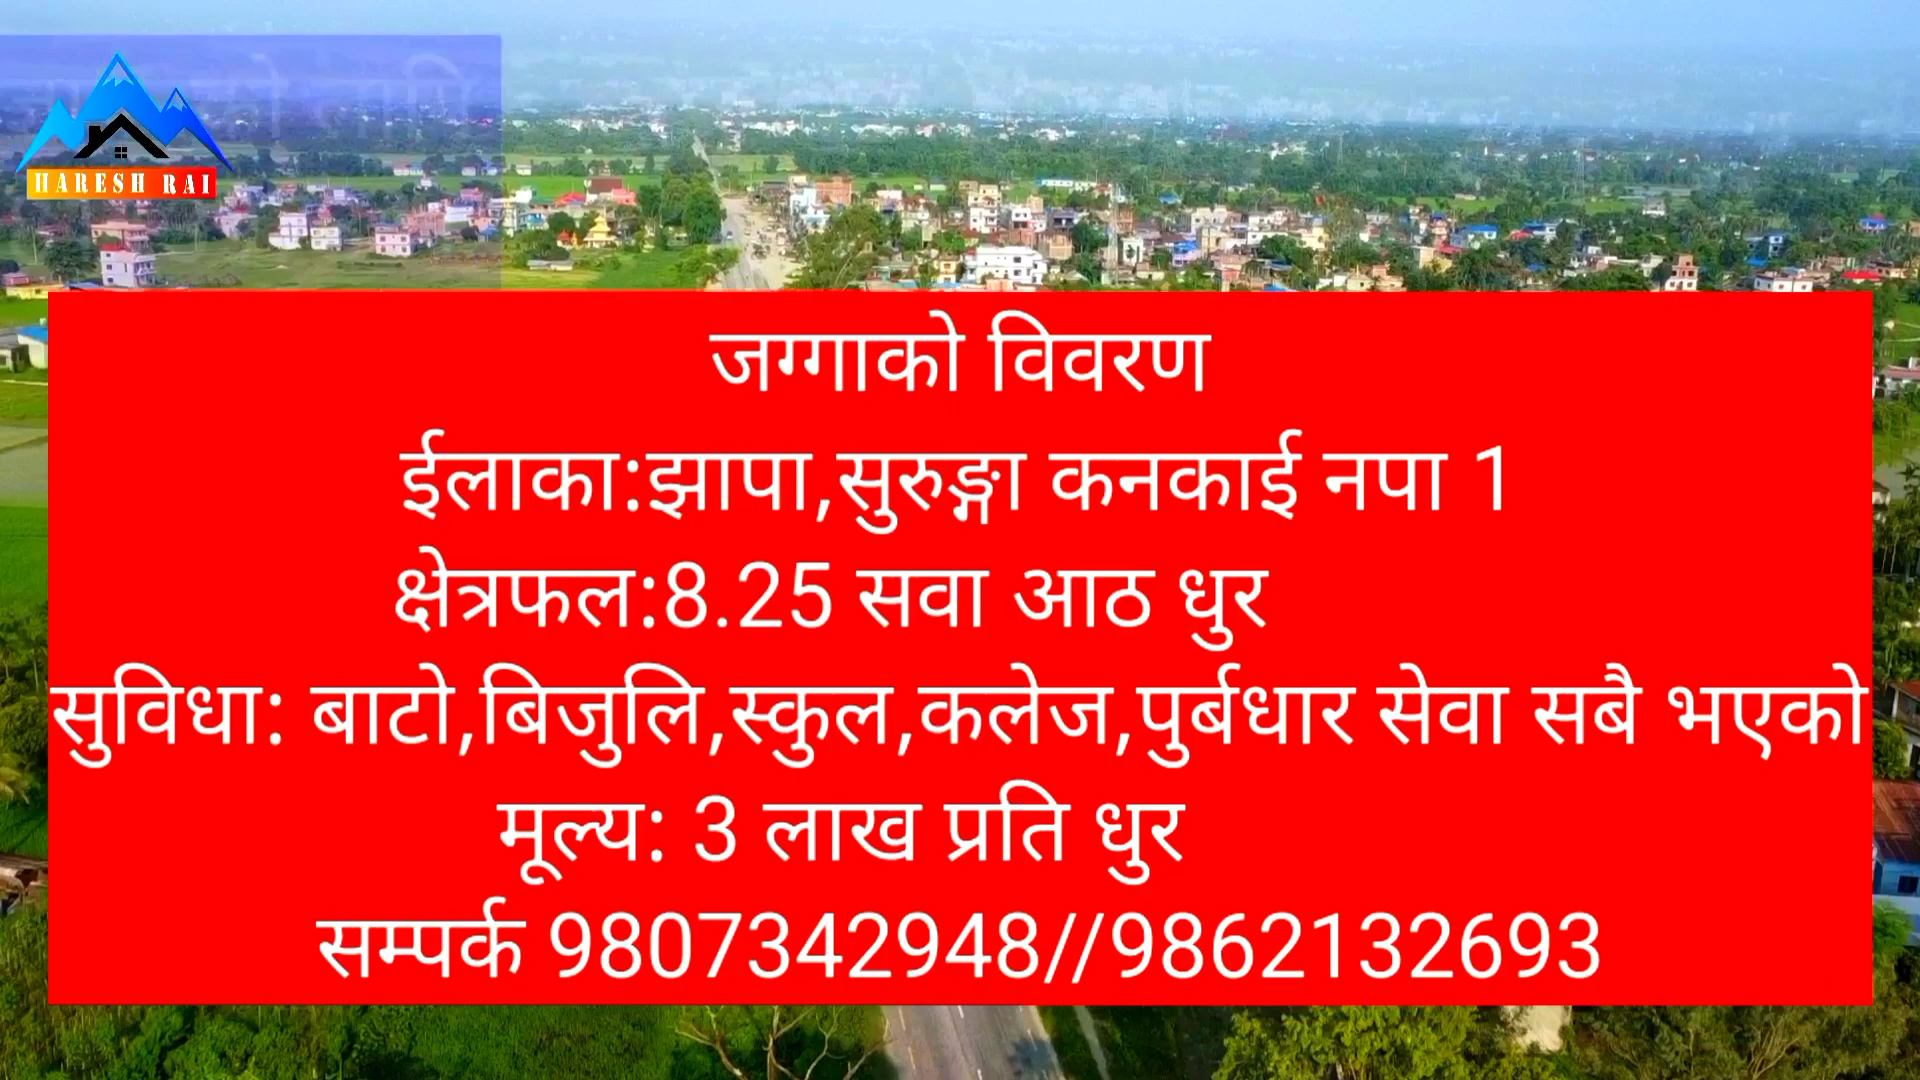 HARESH RAI
जग्गाको विवरण
ईलाका:झापा,सुरुङ्गा कनकाई नपा 1
क्षेत्रफल:8.25 सवा आठ धुर
सुविधा: बाटो,बिजुलि,स्कुल,कलेज,पुर्बधार सेवा सबै भएको
मूल्य: 3 लाख प्रति धुर
सम्पर्क 9807342948//9862132693